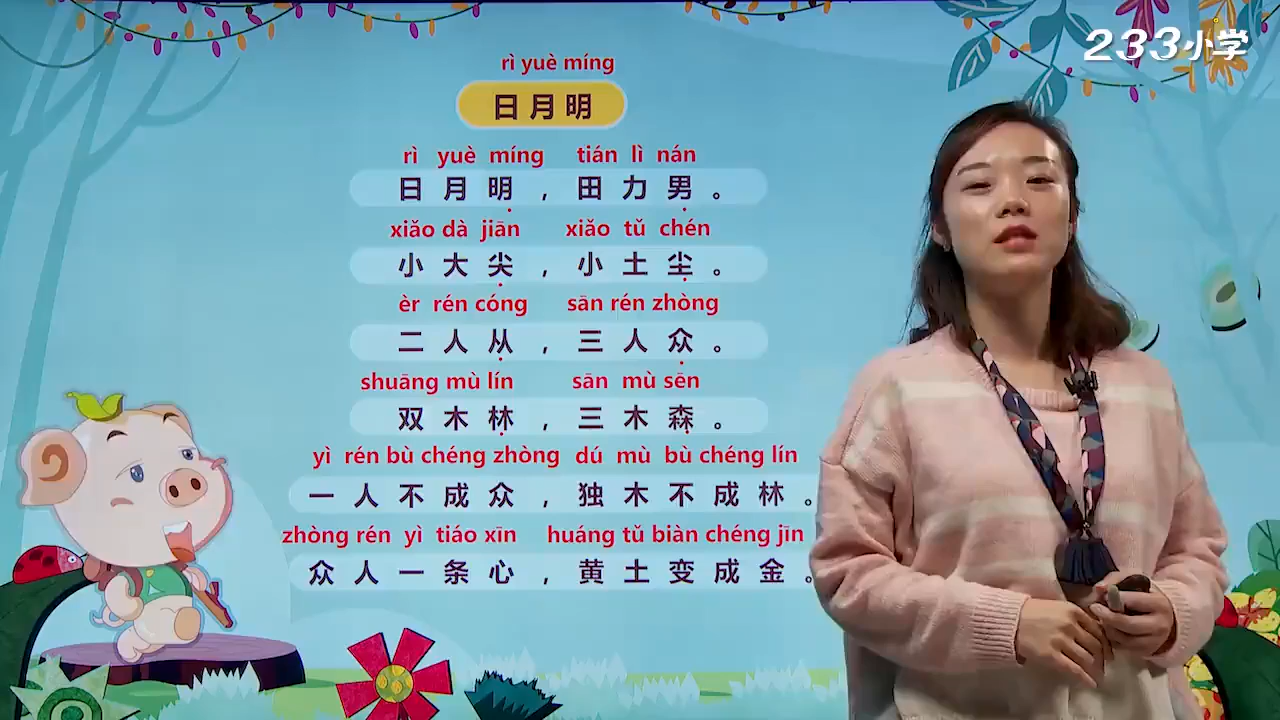 233小学
rì yuè míng
日月明
rì yuè míng tián lì nán
日月明，田力男。
xiǎo dà jiān xiǎo tǔ chén
小大尖，小土尘。
èr rén cóng sān rén zhòng
二人从，三人众。
shuāng mù lín sān mù sēn
双木林，三木森。
yì rén bù chéng zhòng dú mù bù chéng lín
一人不成众，独木不成林。
zhòng rén yì tiáo xīn huáng tǔ biàn chéng jīn
众人一条心，黄土变成金。